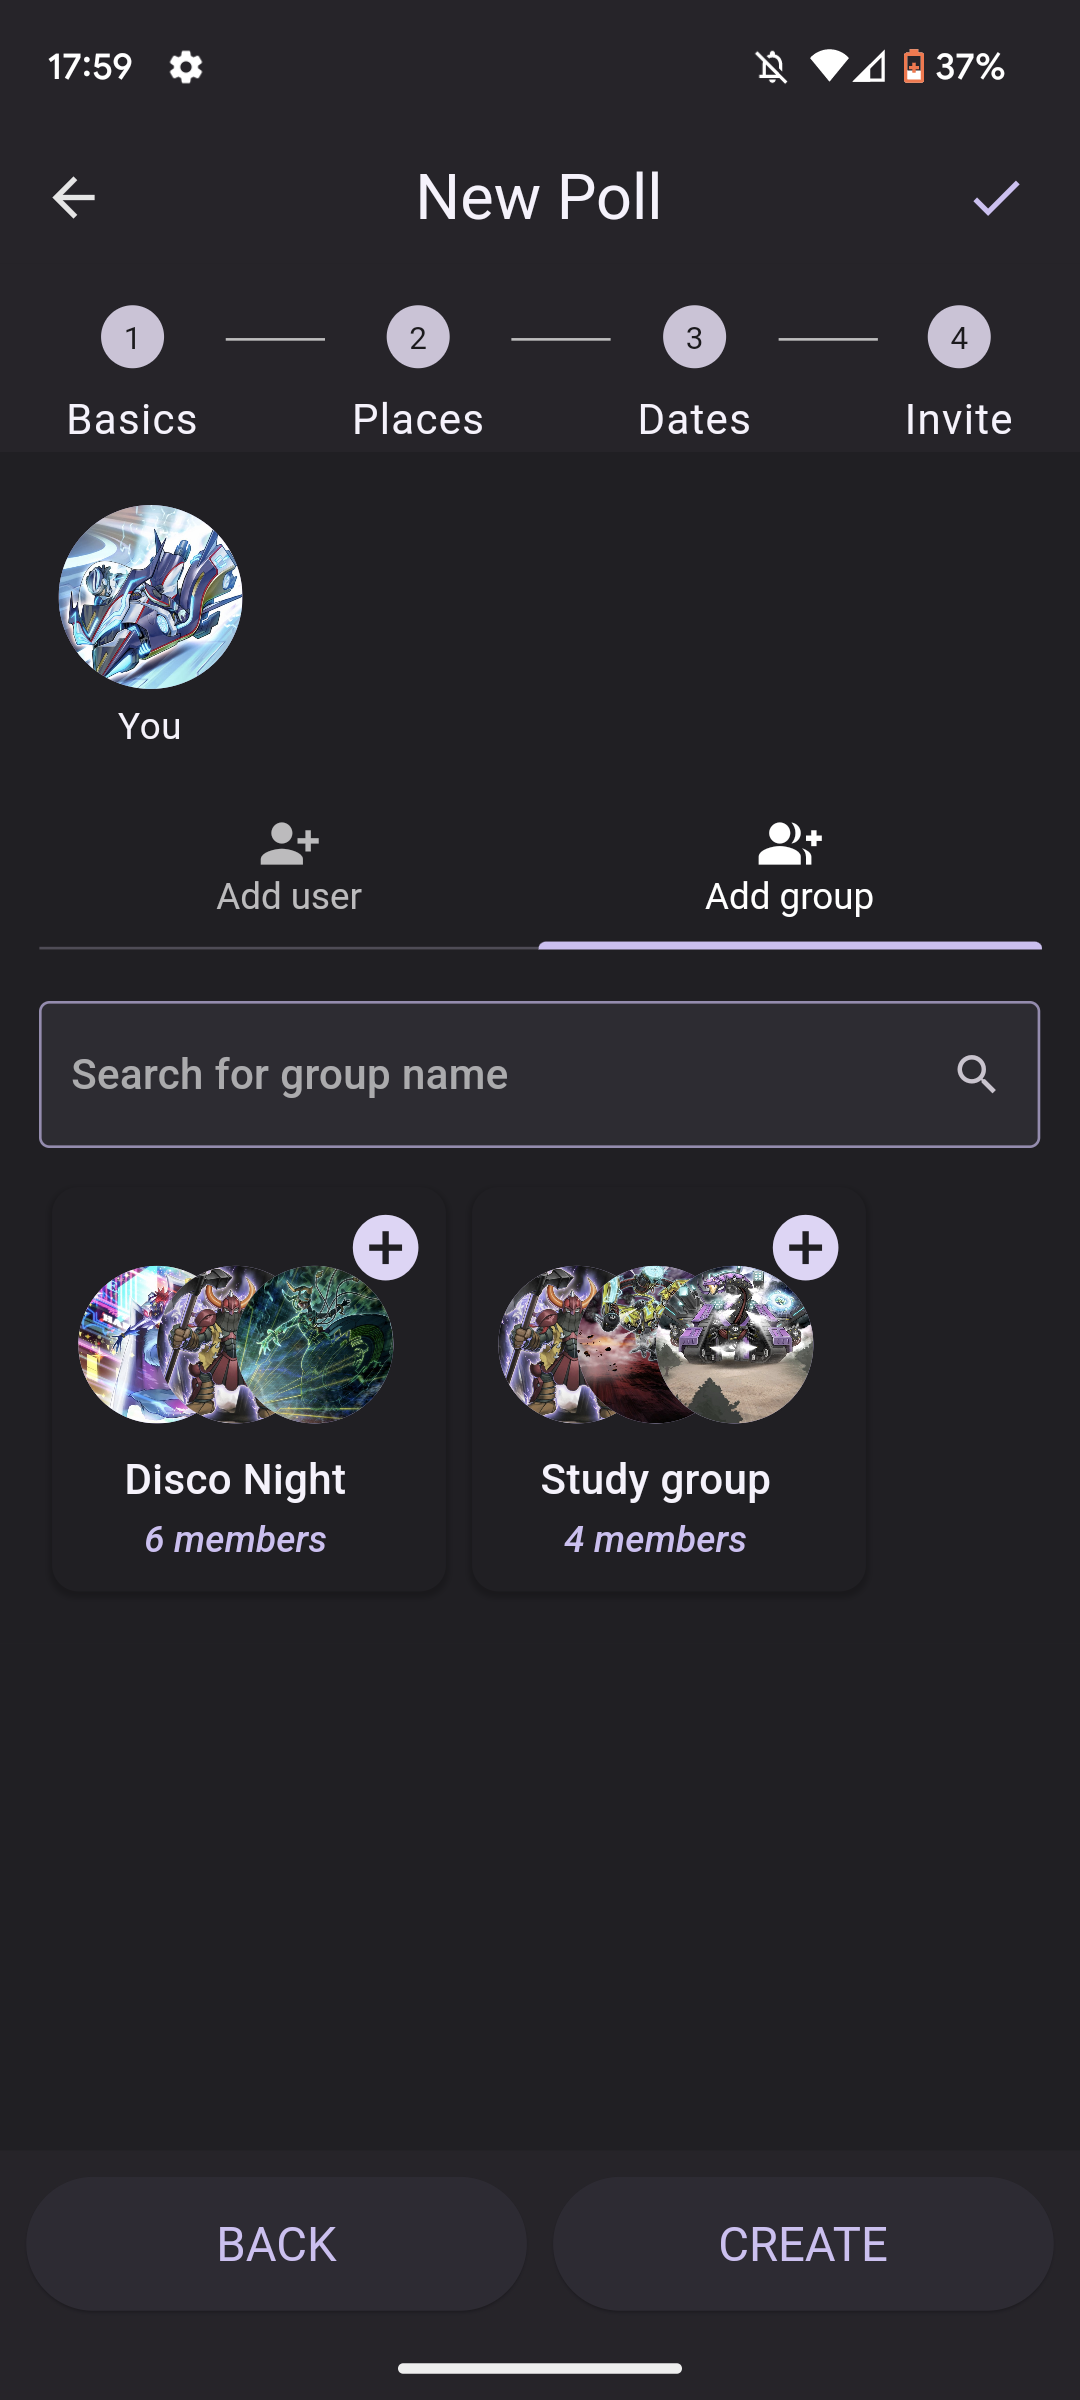 17:59
37%
New Poll
1
2
3
4
Basics
Places
Dates
Invite
You
Add user
Add group
Search for group name
Disco Night
6 members
Study group
4 members
BACK
CREATE